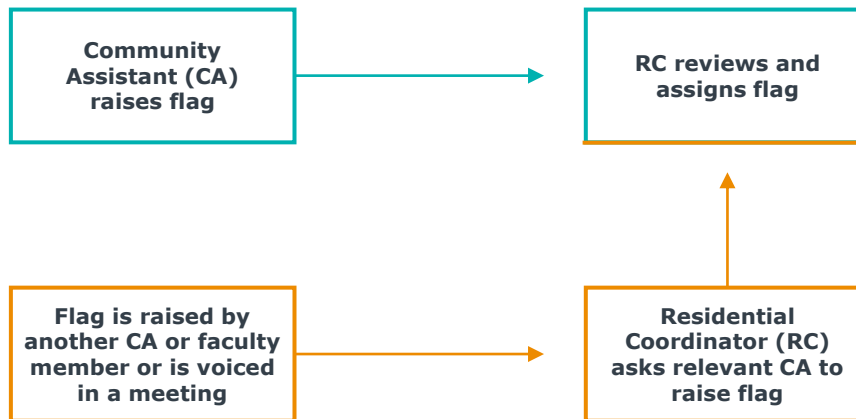 Community
Assistant (CA)
raises flag
RC reviews and
assigns flag
Flag is raised by
another CA or faculty
member or is voiced
in a meeting
Residential
Coordinator (RC)
asks relevant CA to
raise flag